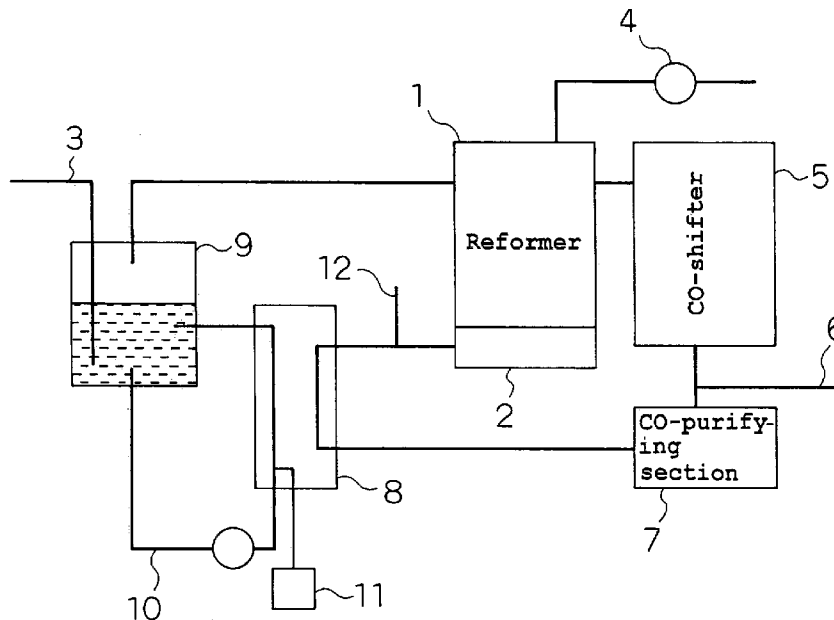 4
1
3
5
Reformer
CO-shifter
9
12
6
2
CO-purify-
ing
section
8
7
10
11